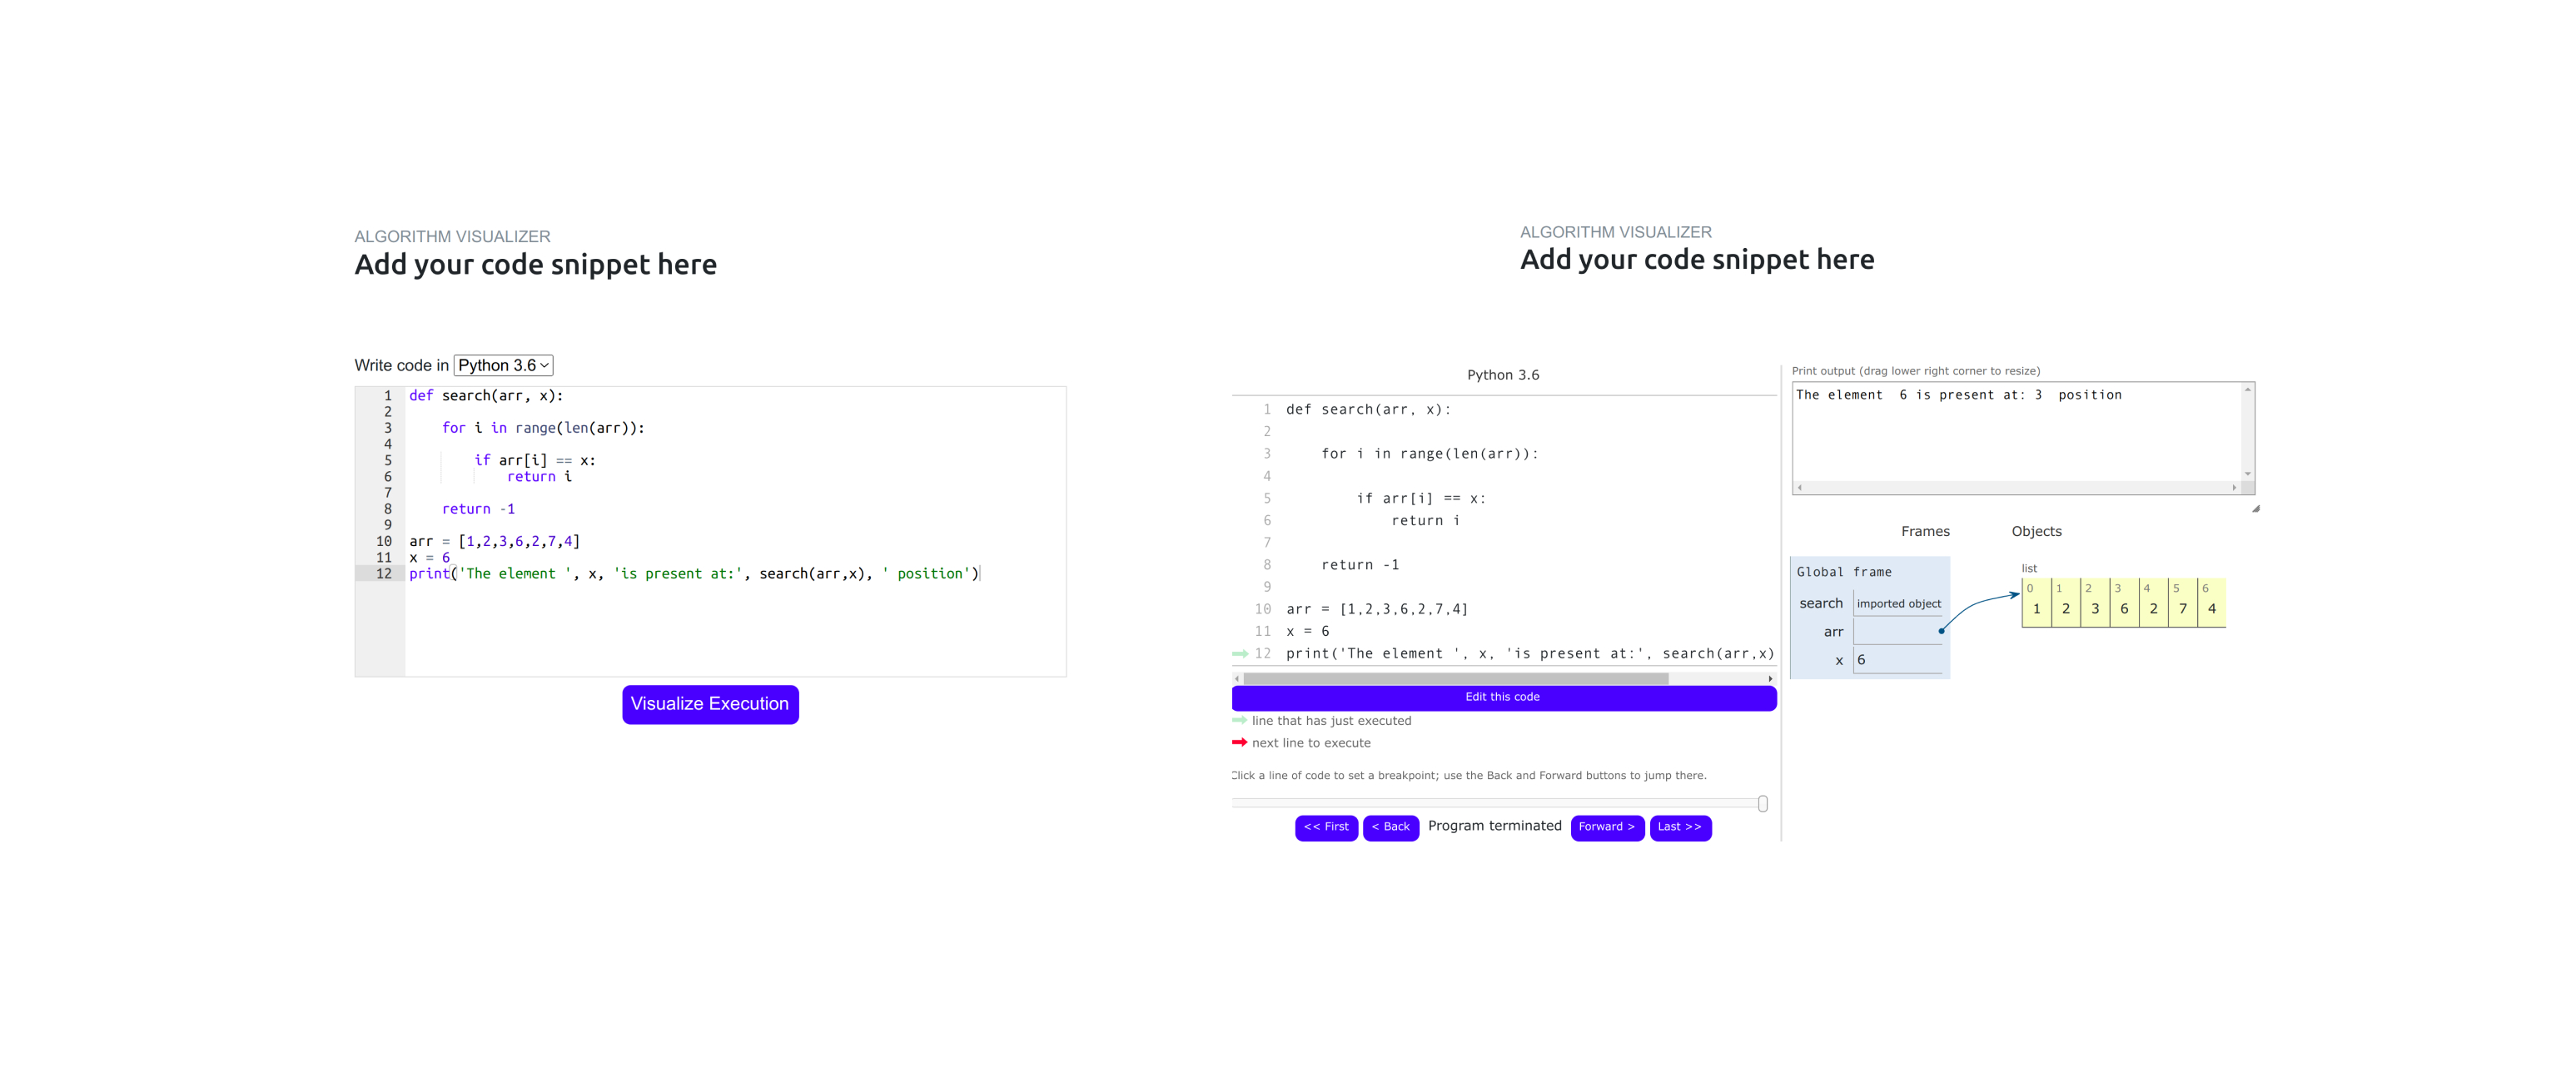 ALGORITHM VISUALIZER
Add your code snippet here
Write code in Python 3.6
1 def search(arr, x):
2
3     for i in range(len(arr)):
4
5         if arr[i] == x:
6             return i
7
8     return -1
9
10 arr = [1,2,3,6,2,7,4]
11 x = 6
12 print('The element ', x, 'is present at:', search(arr,x), ' position')
Visualize Execution
ALGORITHM VISUALIZER
Add your code snippet here
Python 3.6
1 def search(arr, x):
2
3     for i in range(len(arr)):
4
5         if arr[i] == x:
6             return i
7
8     return -1
9
10 arr = [1,2,3,6,2,7,4]
11 x = 6
12 print('The element ', x, 'is present at:', search(arr,x)
Edit this code
line that has just executed
next line to execute
Click a line of code to set a breakpoint; use the Back and Forward buttons to jump there.
<< First < Back Program terminated Forward > Last >>
Print output (drag lower right corner to resize)
The element  6 is present at: 3  position
Frames Objects
Global frame
search imported object
arr
x 6
list
0 1 2 3 4 5 6
1 2 3 6 2 7 4